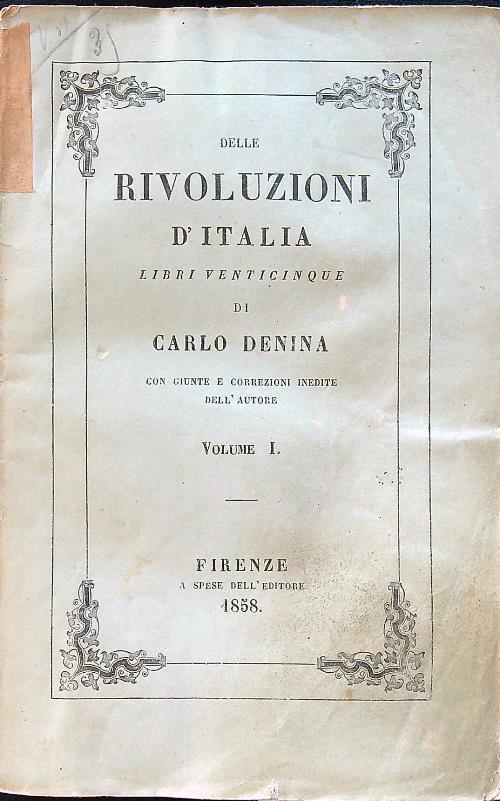 DELLE
RIVOLUZIONI
D'ITALIA
LIBRI VENTICINQUE
DI
CARLO DENINA
CON GIUNTE E CORREZIONI INEDITE
DELL'AUTORE
VOLUME I.
FIRENZE
A SPESE DELL'EDITORE
1858.